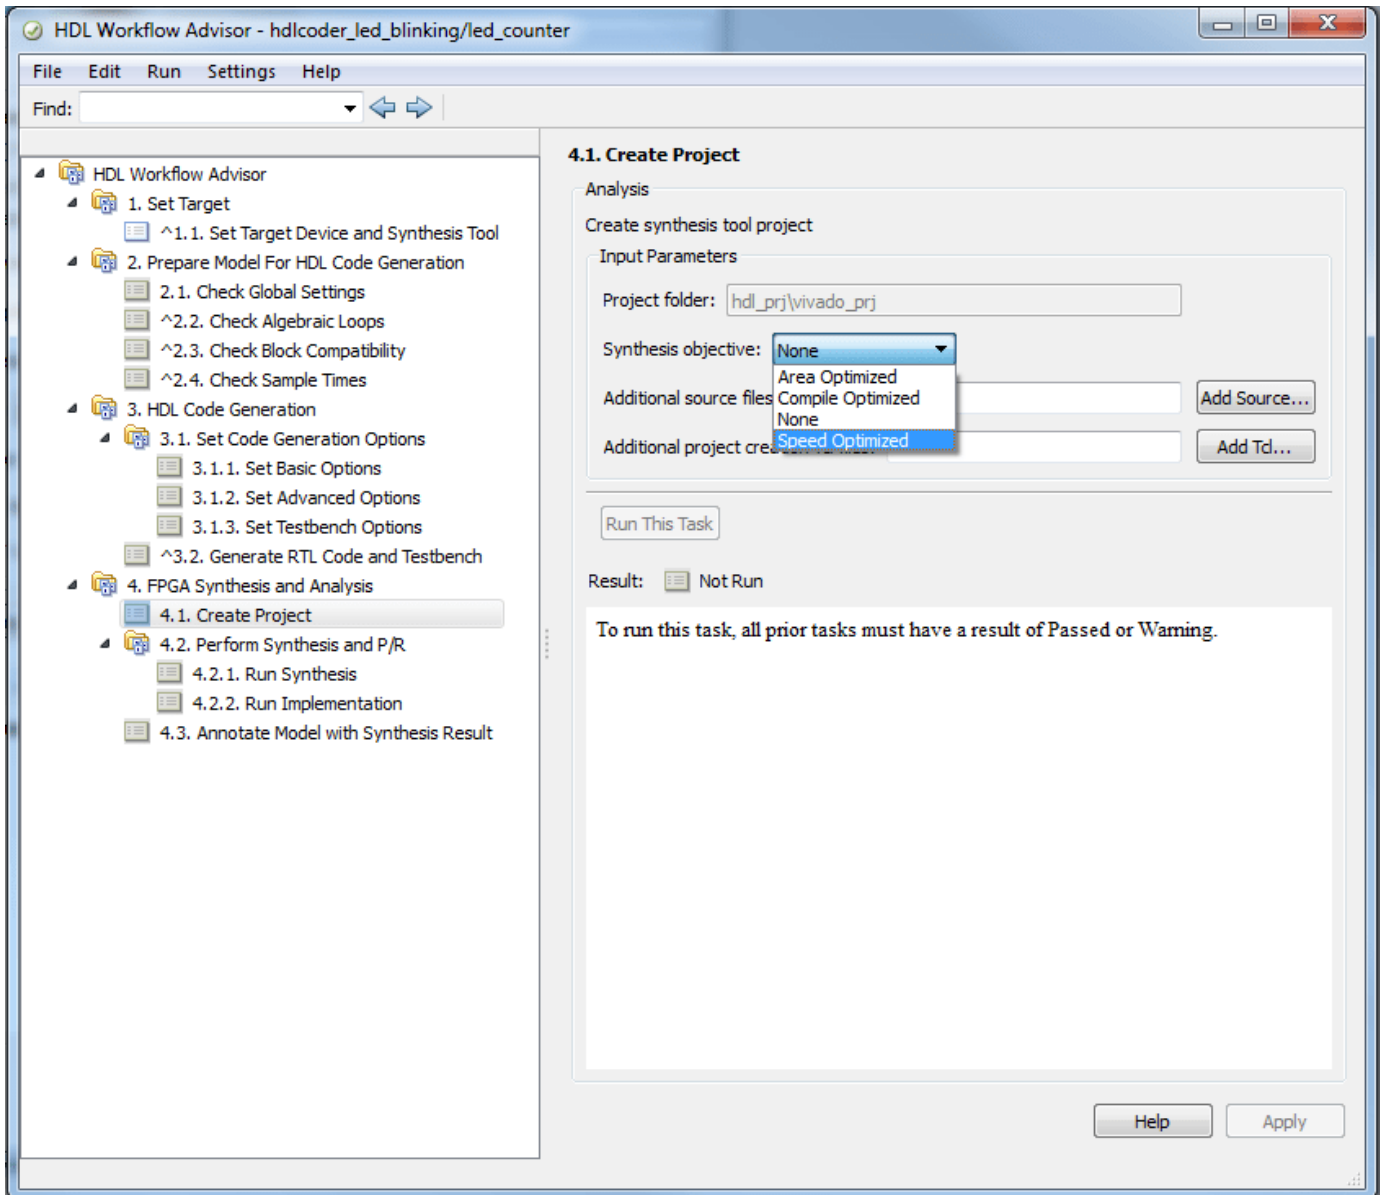 HDL Workflow Advisor - hdlcoder_led_blinking/led_counter
File Edit Run Settings Help
Find:
HDL Workflow Advisor
1. Set Target
^1.1. Set Target Device and Synthesis Tool
2. Prepare Model For HDL Code Generation
2.1. Check Global Settings
^2.2. Check Algebraic Loops
^2.3. Check Block Compatibility
^2.4. Check Sample Times
3. HDL Code Generation
3.1. Set Code Generation Options
3.1.1. Set Basic Options
3.1.2. Set Advanced Options
3.1.3. Set Testbench Options
^3.2. Generate RTL Code and Testbench
4. FPGA Synthesis and Analysis
4.1. Create Project
4.2. Perform Synthesis and P/R
4.2.1. Run Synthesis
4.2.2. Run Implementation
4.3. Annotate Model with Synthesis Result
4.1. Create Project
Analysis
Create synthesis tool project
Input Parameters
Project folder: hdl_prj\vivado_prj
Synthesis objective: None
Area Optimized
Compile Optimized
None
Speed Optimized
Additional source files Add Source...
Additional project Add Tcl...
Run This Task
Result: Not Run
To run this task, all prior tasks must have a result of Passed or Warning.
Help Apply